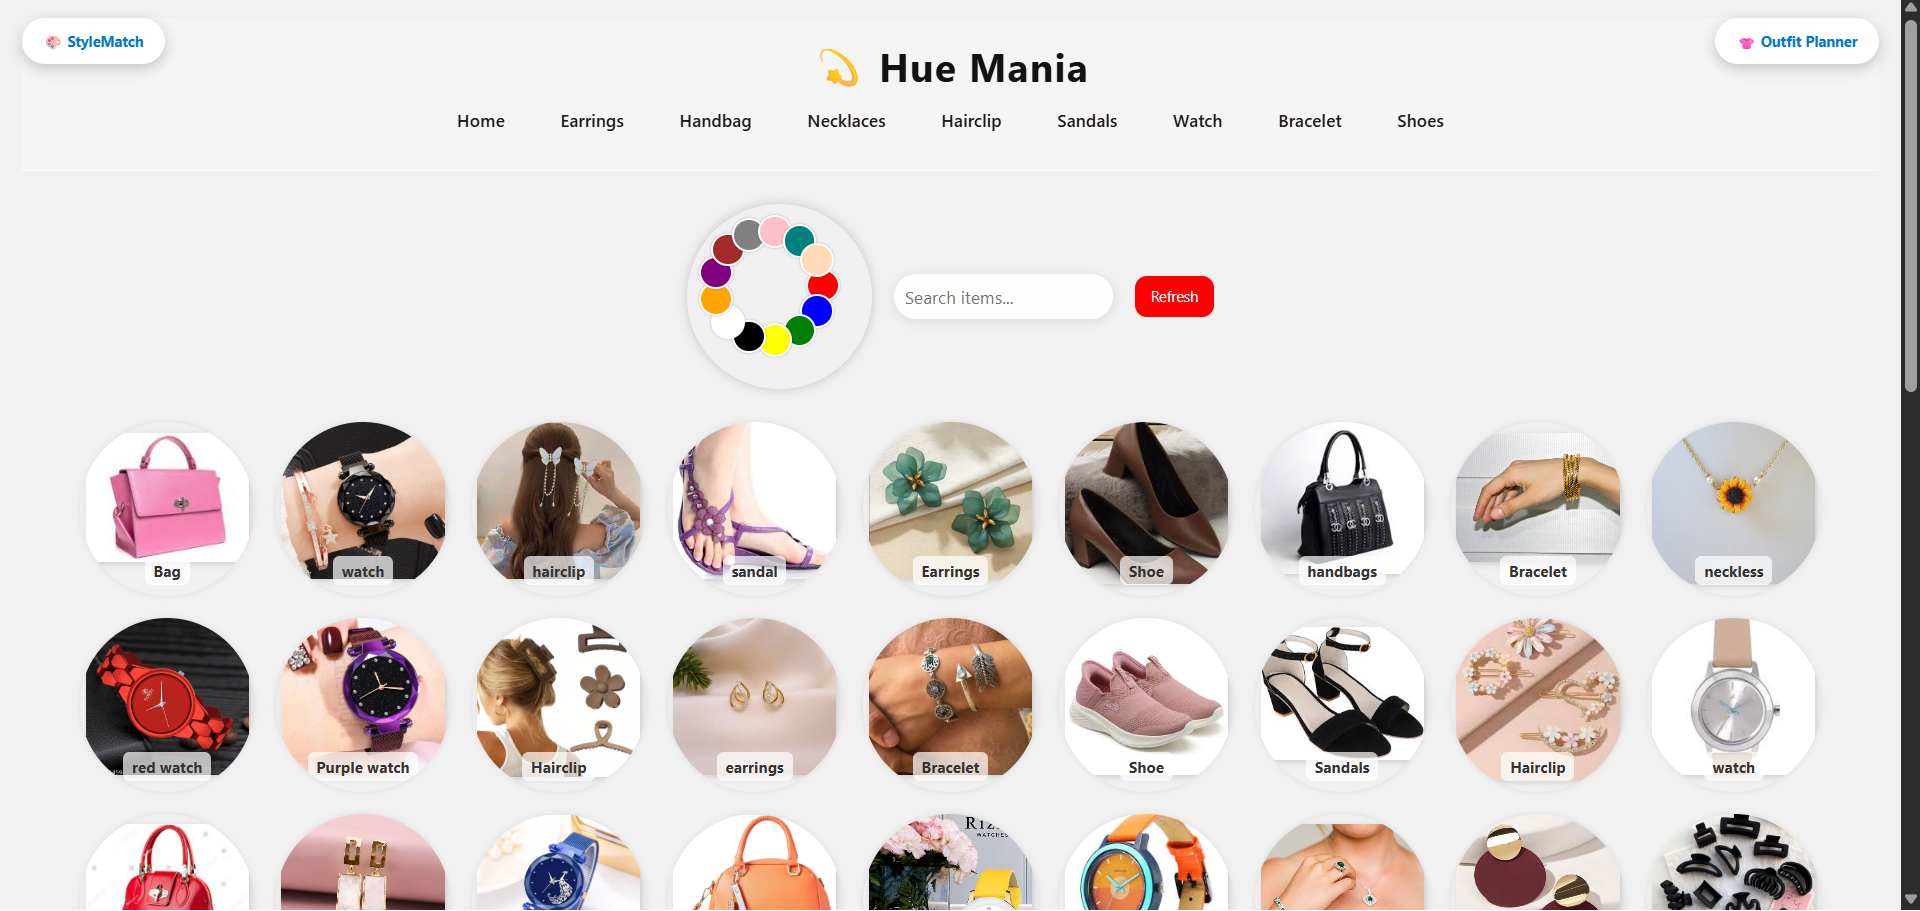 StyleMatch
Outfit Planner
Hue Mania
Home Earrings Handbag Necklaces Hairclip Sandals Watch Bracelet Shoes
Search items...
Refresh
Bag
watch
hairclip
sandal
Earrings
Shoe
handbags
Bracelet
neckless
red watch
Purple watch
Hairclip
earrings
Bracelet
Shoe
Sandals
Hairclip
watch
WATCHES